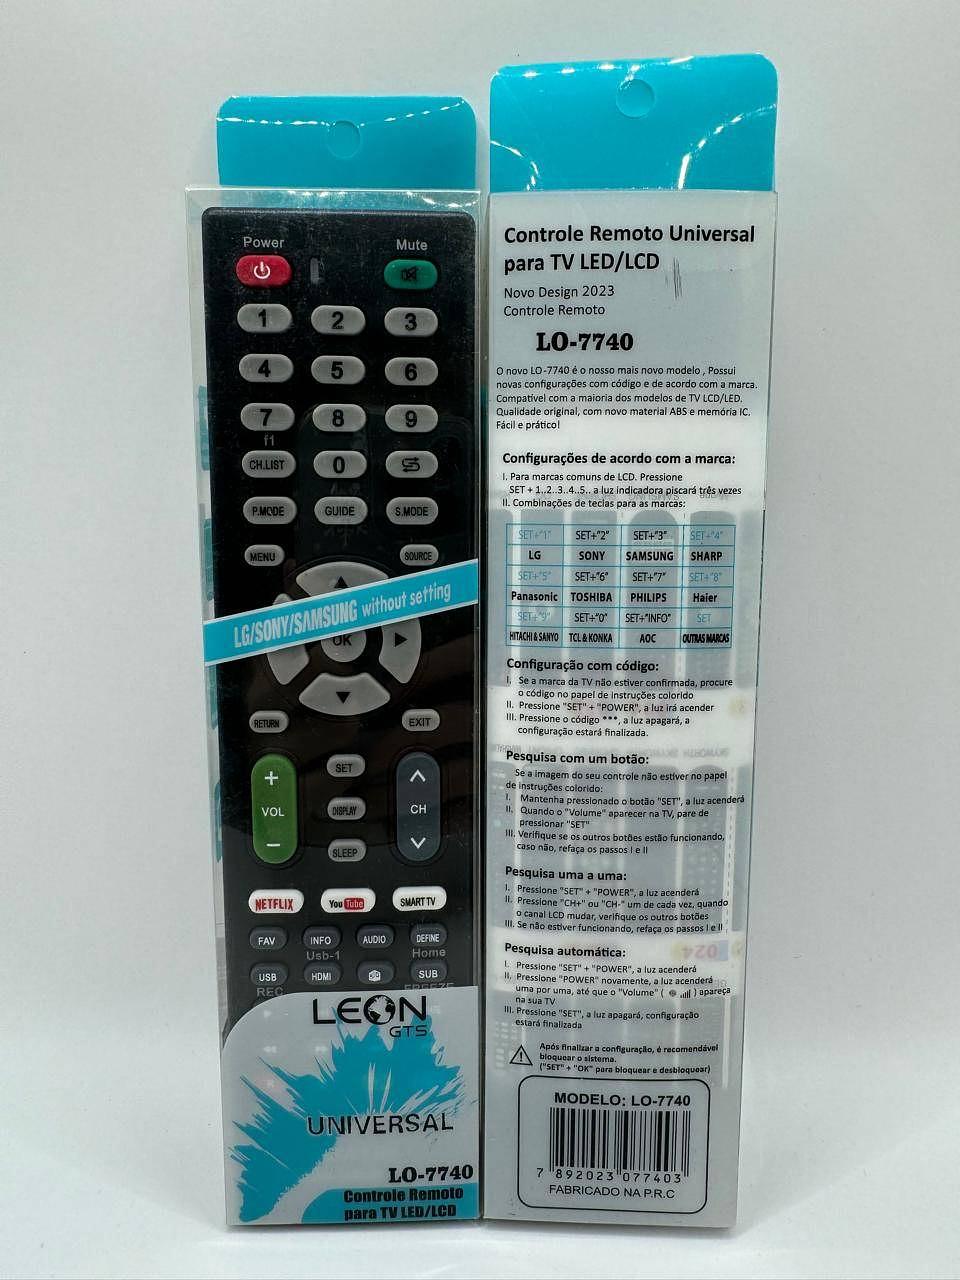 Power
Mute
1
2
3
4
5
6
7
8
9
f1
CH.LIST
0
P.MODE
GUIDE
S.MODE
MENU
SOURCE
LG/SONY/SAMSUNG without setting
OK
RETURN
EXIT
+
VOL
−
SET
DISPLAY
SLEEP
CH
NETFLIX
YouTube
SMART TV
FAV
INFO
AUDIO
DEFINE
Usb-1
Home
USB
HDMI
SUB
REC
FREEZE
LEON
GTS
UNIVERSAL
LO-7740
Controle Remoto
para TV LED/LCD
Controle Remoto Universal
para TV LED/LCD
Novo Design 2023
Controle Remoto
LO-7740
O novo LO-7740 é o nosso mais novo modelo , Possui
novas configurações com código e de acordo com a marca.
Compatível com a maioria dos modelos de TV LCD/LED.
Qualidade original, com novo material ABS e memória IC.
Fácil e prático!
Configurações de acordo com a marca:
I. Para marcas comuns de LCD. Pressione
SET + 1..2..3..4..5.. a luz indicadora piscará três vezes
II. Combinações de teclas para as marcas:
SET+"1" SET+"2" SET+"3" SET+"4"
LG SONY SAMSUNG SHARP
SET+"5" SET+"6" SET+"7" SET+"8"
Panasonic TOSHIBA PHILIPS Haier
SET+"9" SET+"0" SET+"INFO" SET
HITACHI & SANYO TCL & KONKA AOC OUTRAS MARCAS
Configuração com código:
I. Se a marca da TV não estiver confirmada, procure
o código no papel de instruções colorido
II. Pressione "SET" + "POWER", a luz irá acender
III. Pressione o código ***, a luz apagará, a
configuração estará finalizada.
Pesquisa com um botão:
Se a imagem do seu controle não estiver no papel
de instruções colorido:
I. Mantenha pressionado o botão "SET", a luz acenderá
II. Quando o "Volume" aparecer na TV, pare de
pressionar "SET"
III. Verifique se os outros botões estão funcionando,
caso não, refaça os passos I e II
Pesquisa uma a uma:
I. Pressione "SET" + "POWER", a luz acenderá
II. Pressione "CH+" ou "CH-" um de cada vez, quando
o canal LCD mudar, verifique os outros botões
III. Se não estiver funcionando, refaça os passos I e II
Pesquisa automática:
I. Pressione "SET" + "POWER", a luz acenderá
II. Pressione "POWER" novamente, a luz acenderá
uma por uma, até que o "Volume" ( ) apareça
na sua TV
III. Pressione "SET", a luz apagará, configuração
estará finalizada
Após finalizar a configuração, é recomendável
bloquear o sistema.
("SET" + "OK" para bloquear e desbloquear)
MODELO: LO-7740
7 892023 077403
FABRICADO NA P.R.C